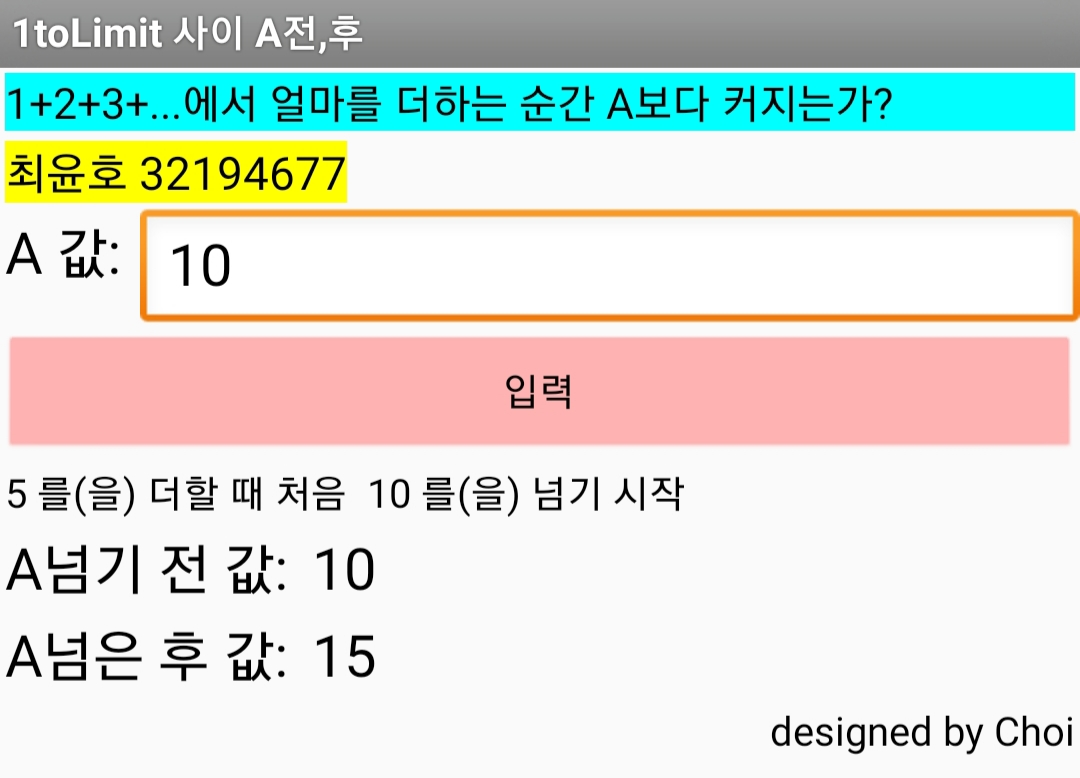 1toLimit 사이 A전,후
1+2+3+...에서 얼마를 더하는 순간 A보다 커지는가?
최윤호 32194677
A 값: 10
입력
5 를(을) 더할 때 처음 10 를(을) 넘기 시작
A넘기 전 값: 10
A넘은 후 값: 15
designed by Choi